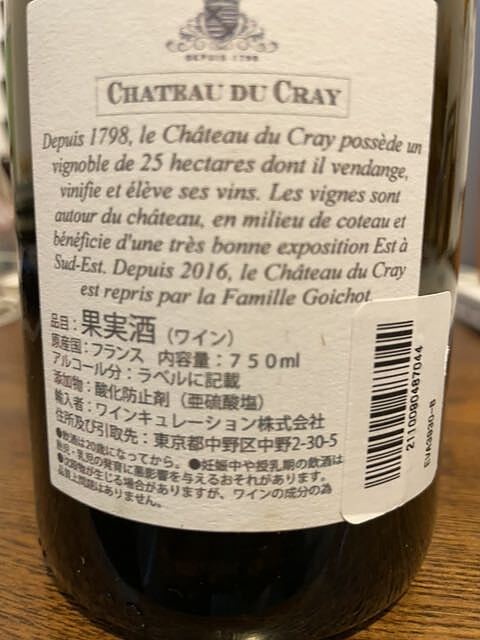 DEPUIS 1798
CHATEAU DU CRAY
Depuis 1798, le Château du Cray possède un
vignoble de 25 hectares dont il vendange,
vinifie et élève ses vins. Les vignes sont
autour du château, en milieu de coteau et
bénéficie d'une très bonne exposition Est à
Sud-Est. Depuis 2016, le Château du Cray
est repris par la Famille Goichot.
品目：果実酒（ワイン）
原産国：フランス 内容量：７５０ml
アルコール分：ラベルに記載
添加物：酸化防止剤（亜硫酸塩）
輸入者：ワインキュレーション株式会社
住所及び引取先：東京都中野区中野2-30-5
●飲酒は20歳になってから。●妊娠中や授乳期の飲酒は
胎児・乳児の発育に悪影響を与えるおそれがあります。
●沈殿物が生じる場合がありますが、ワインの成分の為
品質上問題はありません。
2110080487044
EVA3930-8